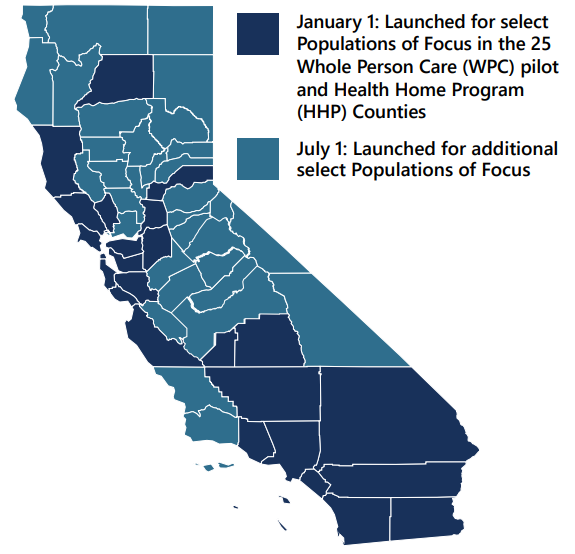 January 1: Launched for select
Populations of Focus in the 25
Whole Person Care (WPC) pilot
and Health Home Program
(HHP) Counties
July 1: Launched for additional
select Populations of Focus